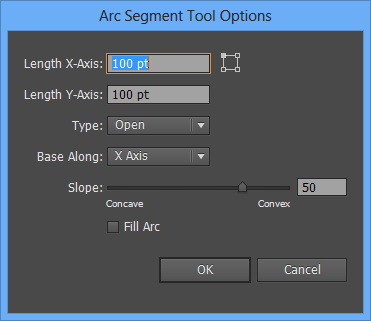 Arc Segment Tool Options
Length X-Axis: 100 pt
Length Y-Axis: 100 pt
Type: Open
Base Along: X Axis
Slope: 50
Concave Convex
Fill Arc
OK Cancel